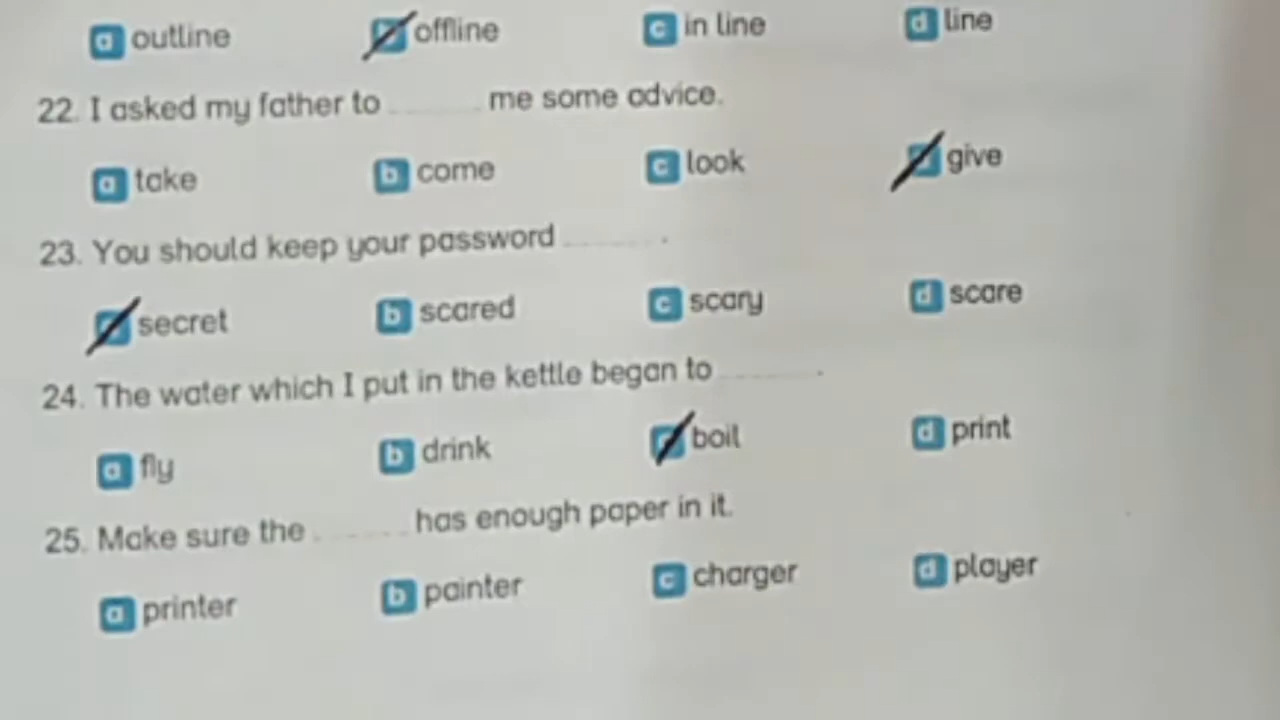 a outline b offline c in line d line
22. I asked my father to ........ me some advice.
a take b come c look d give
23. You should keep your password ........ .
a secret b scared c scary d scare
24. The water which I put in the kettle began to ........ .
a fly b drink c boil d print
25. Make sure the ........ has enough paper in it.
a printer b painter c charger d player